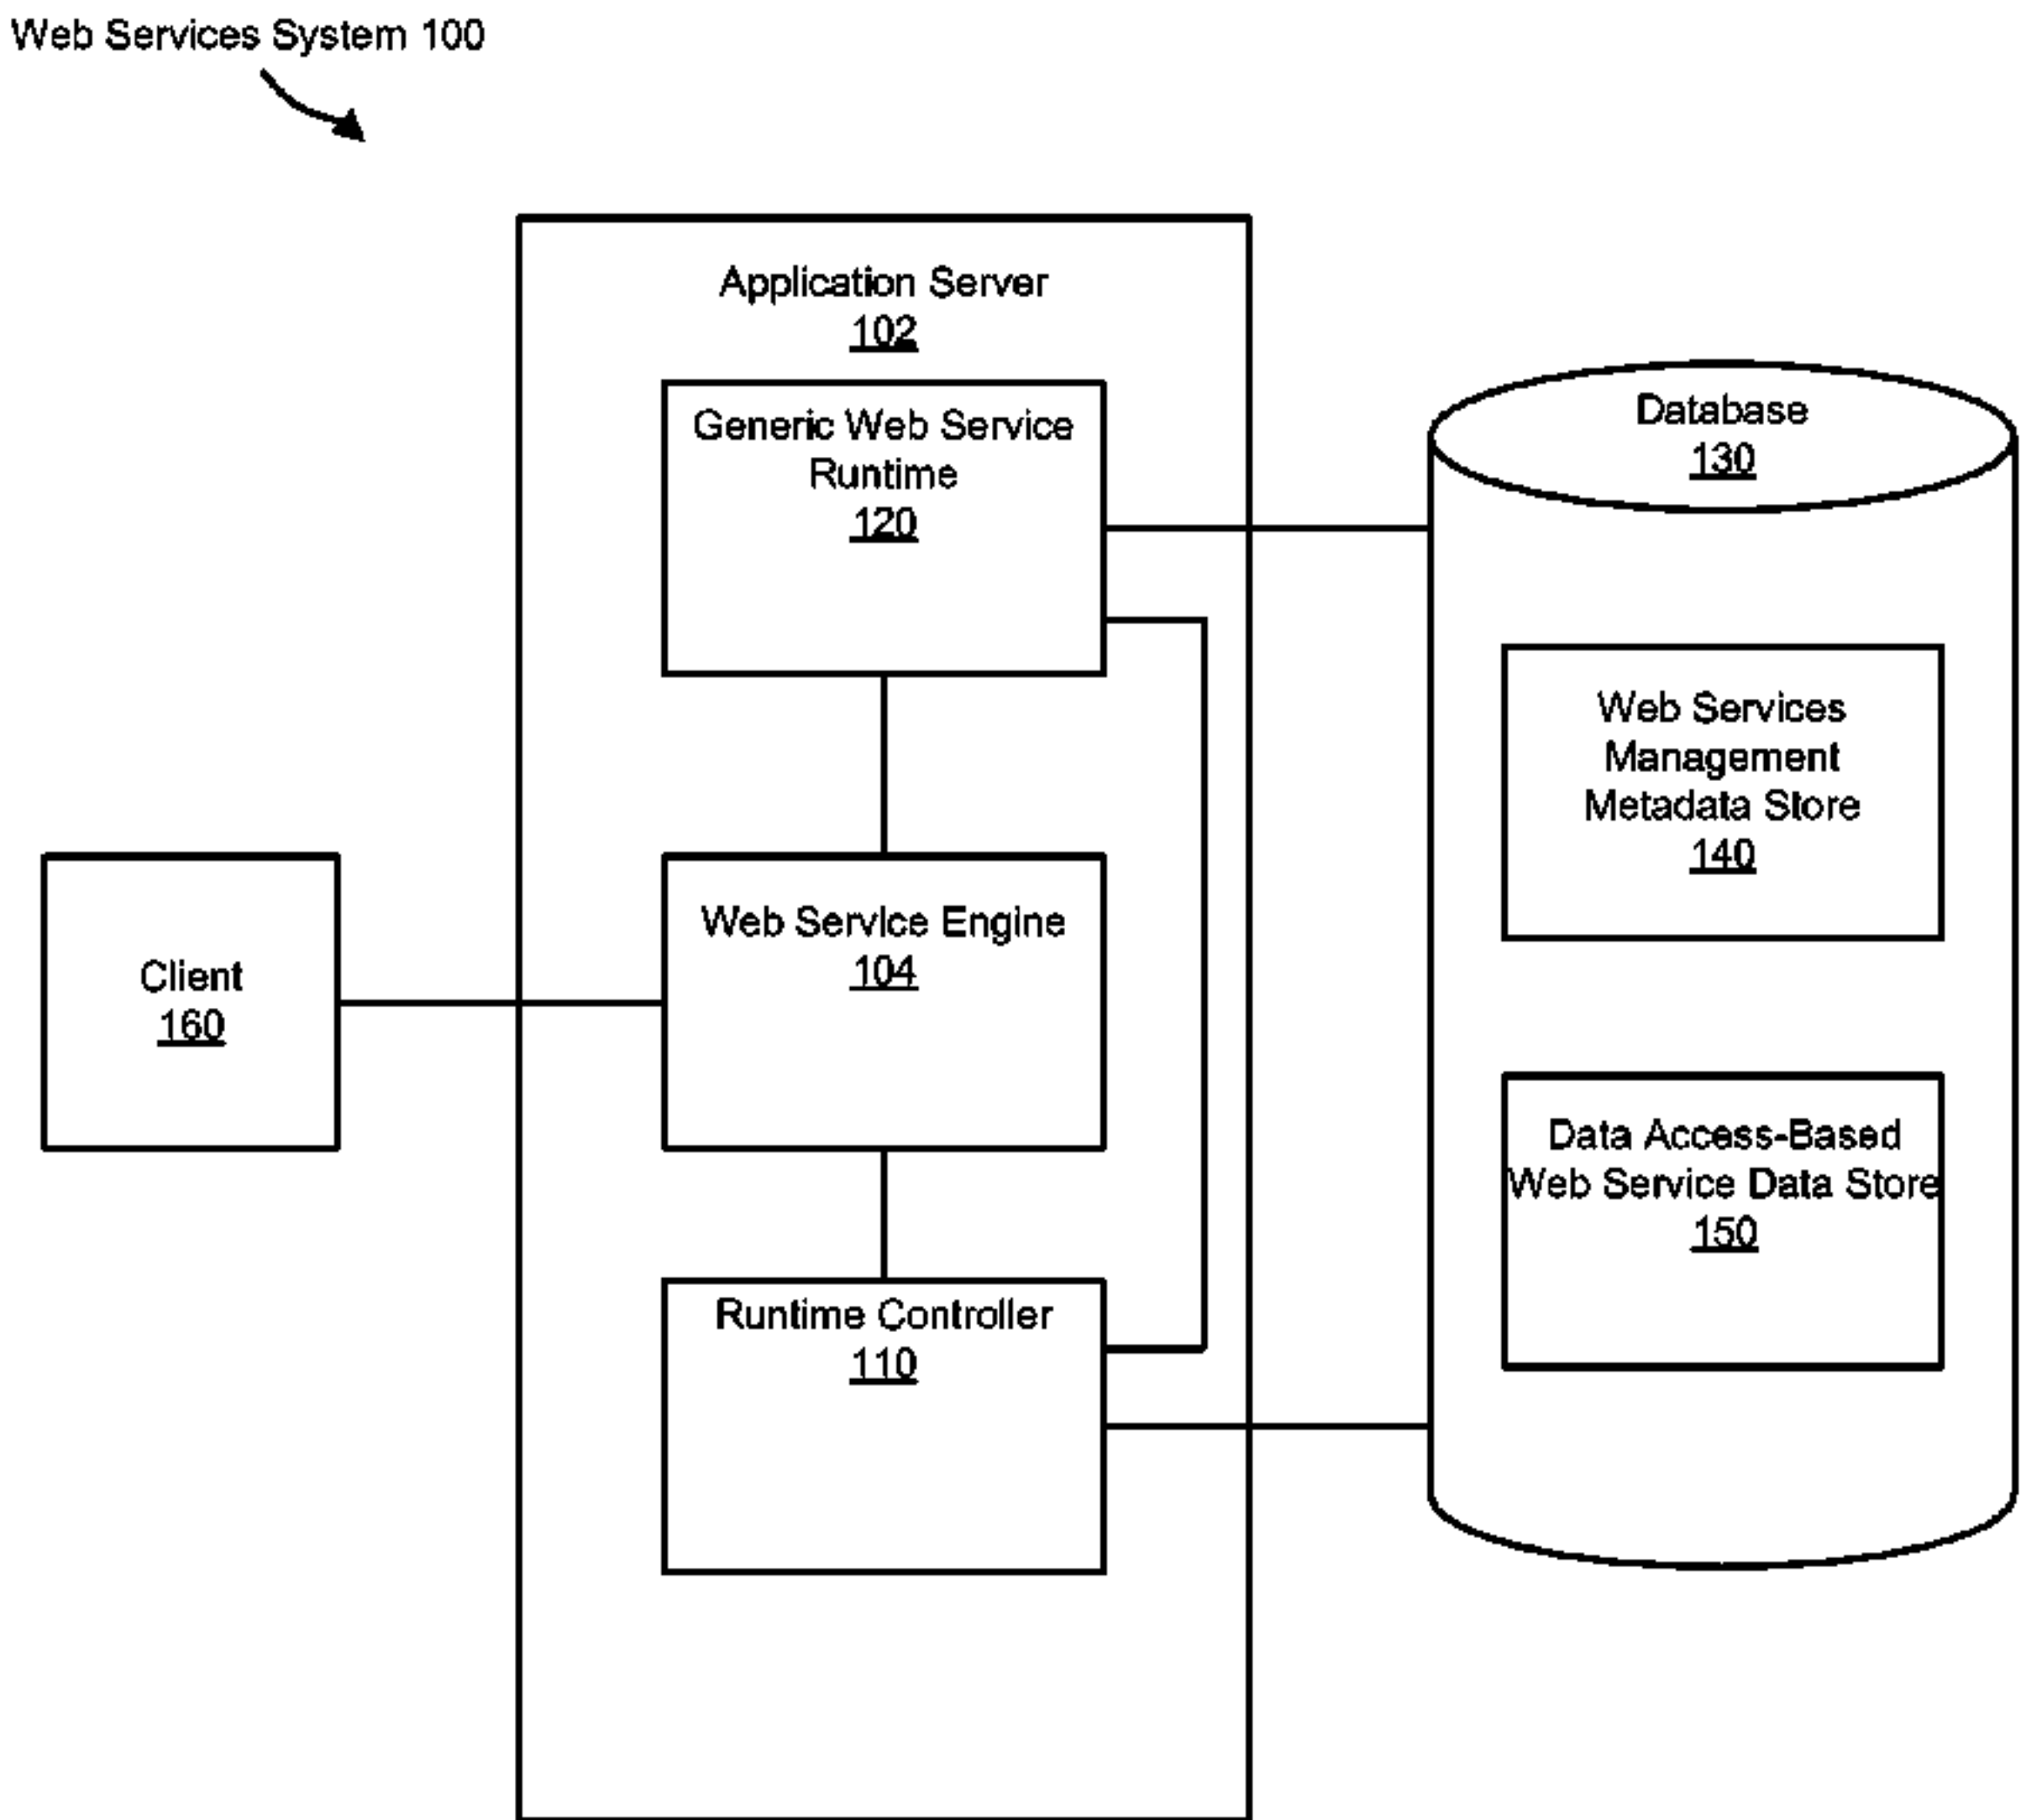 Web Services System 100
Application Server
102
Generic Web Service
Runtime
120
Database
130
Web Services
Management
Metadata Store
140
Web Service Engine
104
Client
160
Data Access-Based
Web Service Data Store
150
Runtime Controller
110